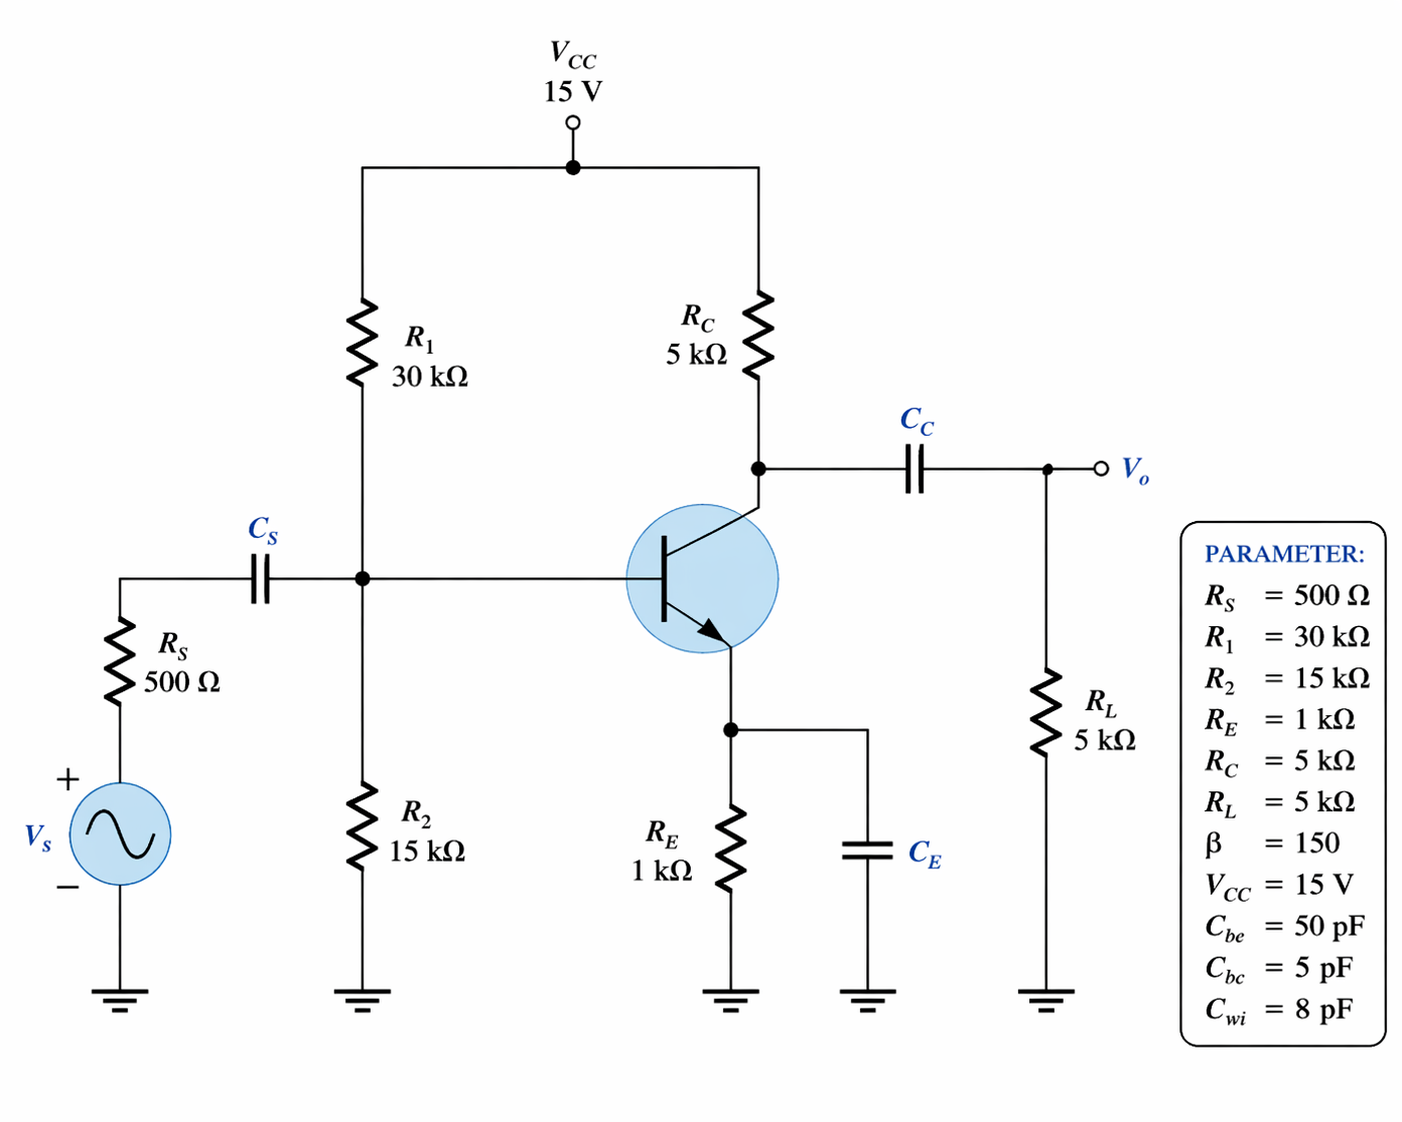 V_CC
15 V
R_1
30 kΩ
R_C
5 kΩ
C_C
V_o
C_S
R_S
500 Ω
+
V_s
−
R_2
15 kΩ
R_E
1 kΩ
C_E
R_L
5 kΩ
PARAMETER:
R_S = 500 Ω
R_1 = 30 kΩ
R_2 = 15 kΩ
R_E = 1 kΩ
R_C = 5 kΩ
R_L = 5 kΩ
β = 150
V_CC = 15 V
C_be = 50 pF
C_bc = 5 pF
C_wi = 8 pF